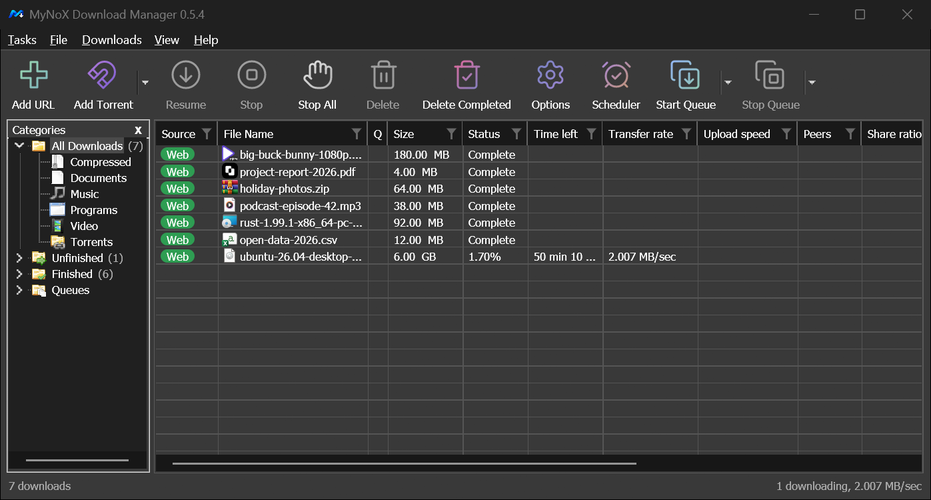 MyNoX Download Manager 0.5.4
Tasks File Downloads View Help
Add URL Add Torrent Resume Stop Stop All Delete Delete Completed Options Scheduler Start Queue Stop Queue
Categories X
All Downloads (7)
Compressed
Documents
Music
Programs
Video
Torrents
Unfinished (1)
Finished (6)
Queues
Source File Name Q Size Status Time left Transfer rate Upload speed Peers Share ratio
Web big-buck-bunny-1080p.... 180.00 MB Complete
Web project-report-2026.pdf 4.00 MB Complete
Web holiday-photos.zip 64.00 MB Complete
Web podcast-episode-42.mp3 38.00 MB Complete
Web rust-1.99.1-x86_64-pc-... 92.00 MB Complete
Web open-data-2026.csv 12.00 MB Complete
Web ubuntu-26.04-desktop-... 6.00 GB 1.70% 50 min 10 ... 2.007 MB/sec
7 downloads 1 downloading, 2.007 MB/sec